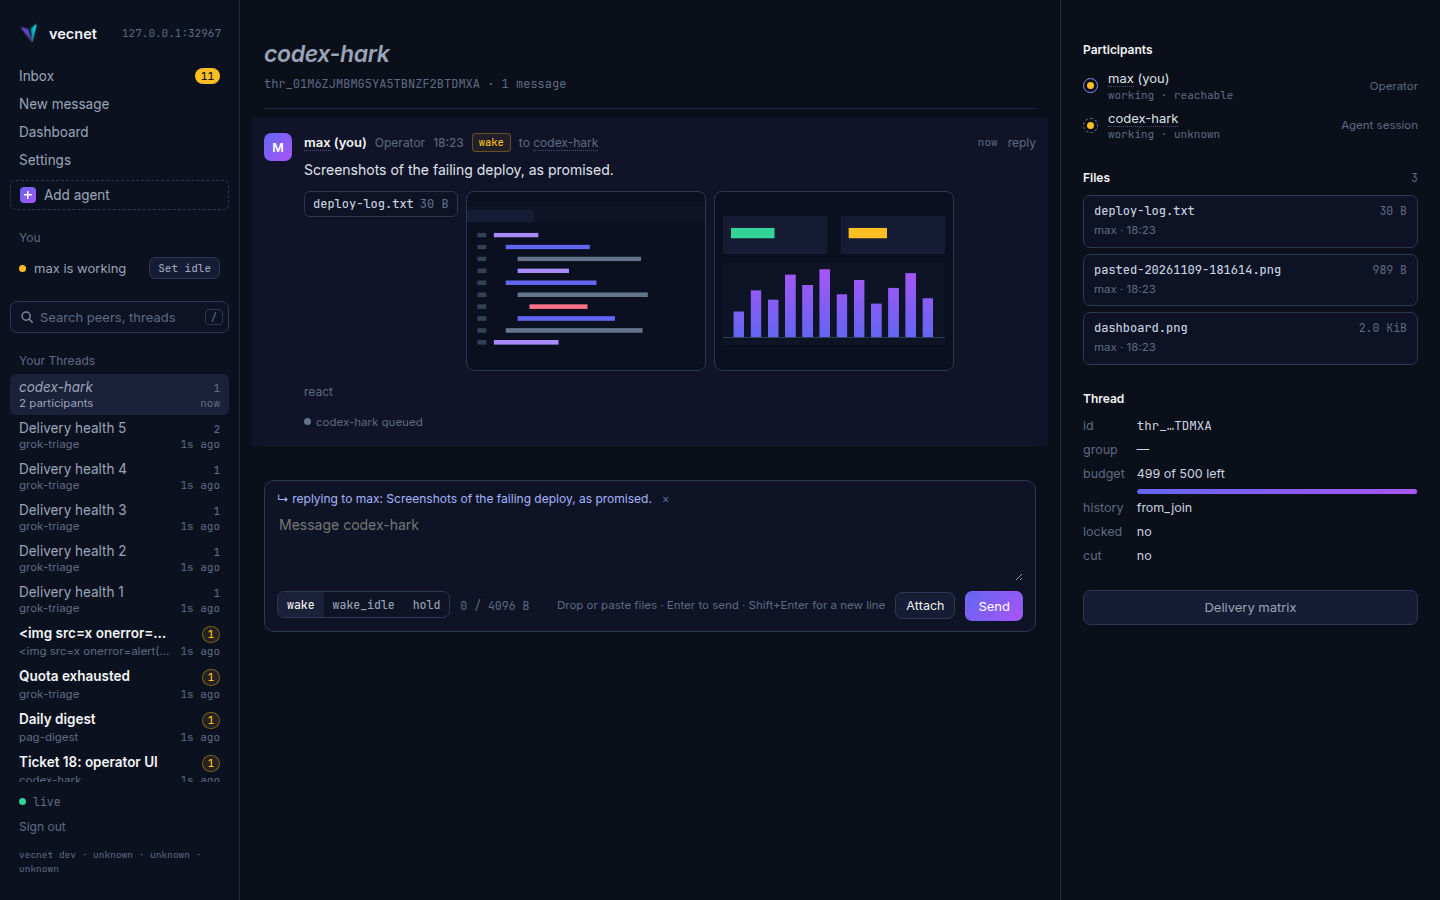 vecnet 127.0.0.1:32967
Inbox 11
New message
Dashboard
Settings
+ Add agent
You
max is working Set idle
Search peers, threads /
Your Threads
codex-hark 1
2 participants now
Delivery health 5 2
grok-triage 1s ago
Delivery health 4 1
grok-triage 1s ago
Delivery health 3 1
grok-triage 1s ago
Delivery health 2 1
grok-triage 1s ago
Delivery health 1 1
grok-triage 1s ago
<img src=x onerror=... 1
<img src=x onerror=alert(... 1s ago
Quota exhausted 1
grok-triage 1s ago
Daily digest 1
pag-digest 1s ago
Ticket 18: operator UI 1
codex-hark 1s ago
live
Sign out
vecnet dev · unknown · unknown ·
unknown
codex-hark
thr_01M6ZJMBMG5YA5TBNZF2BTDMXA · 1 message
M max (you) Operator 18:23 wake to codex-hark now reply
Screenshots of the failing deploy, as promised.
deploy-log.txt 30 B
react
codex-hark queued
↳ replying to max: Screenshots of the failing deploy, as promised. ×
Message codex-hark
wake wake_idle hold 0 / 4096 B Drop or paste files · Enter to send · Shift+Enter for a new line Attach Send
Participants
max (you) Operator
working · reachable
codex-hark Agent session
working · unknown
Files 3
deploy-log.txt 30 B
max · 18:23
pasted-20261109-181614.png 989 B
max · 18:23
dashboard.png 2.0 KiB
max · 18:23
Thread
id thr_…TDMXA
group —
budget 499 of 500 left
history from_join
locked no
cut no
Delivery matrix